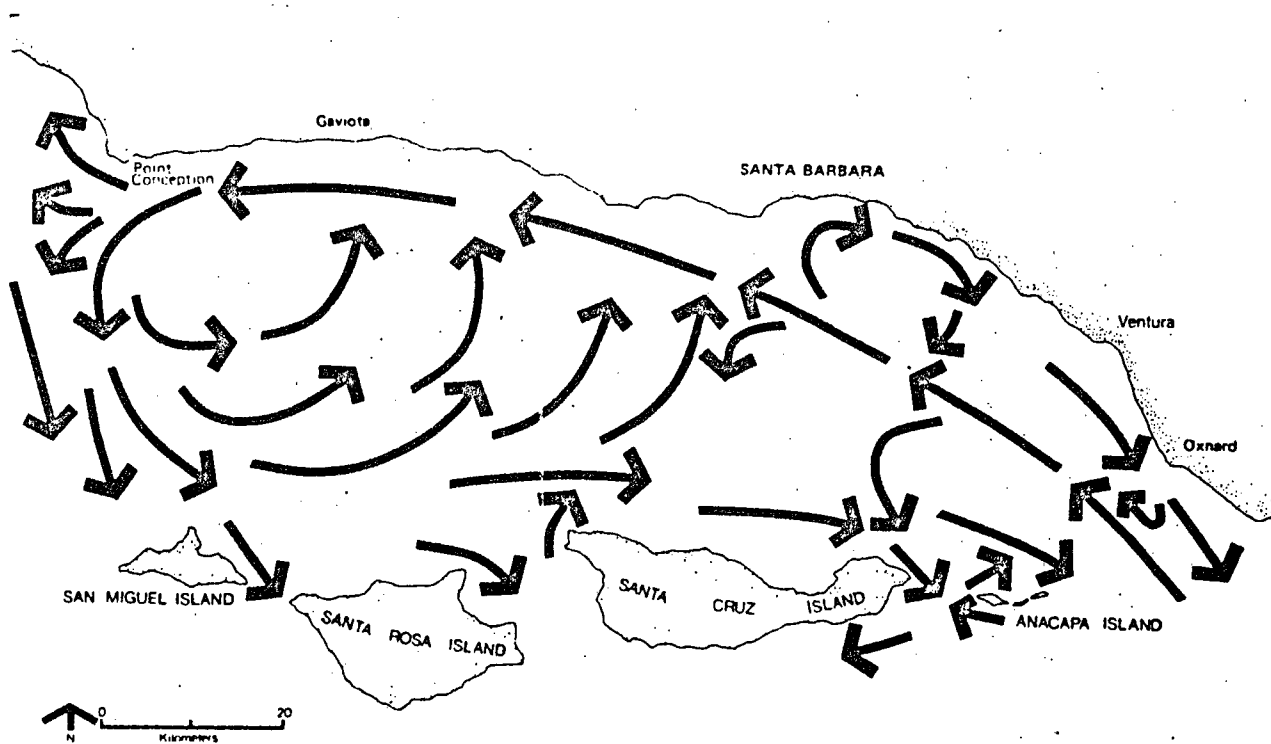 Gaviota
Point
Conception
SANTA BARBARA
Ventura
Oxnard
SAN MIGUEL ISLAND
SANTA ROSA ISLAND
SANTA CRUZ ISLAND
ANACAPA ISLAND
0 20
N Kilometers